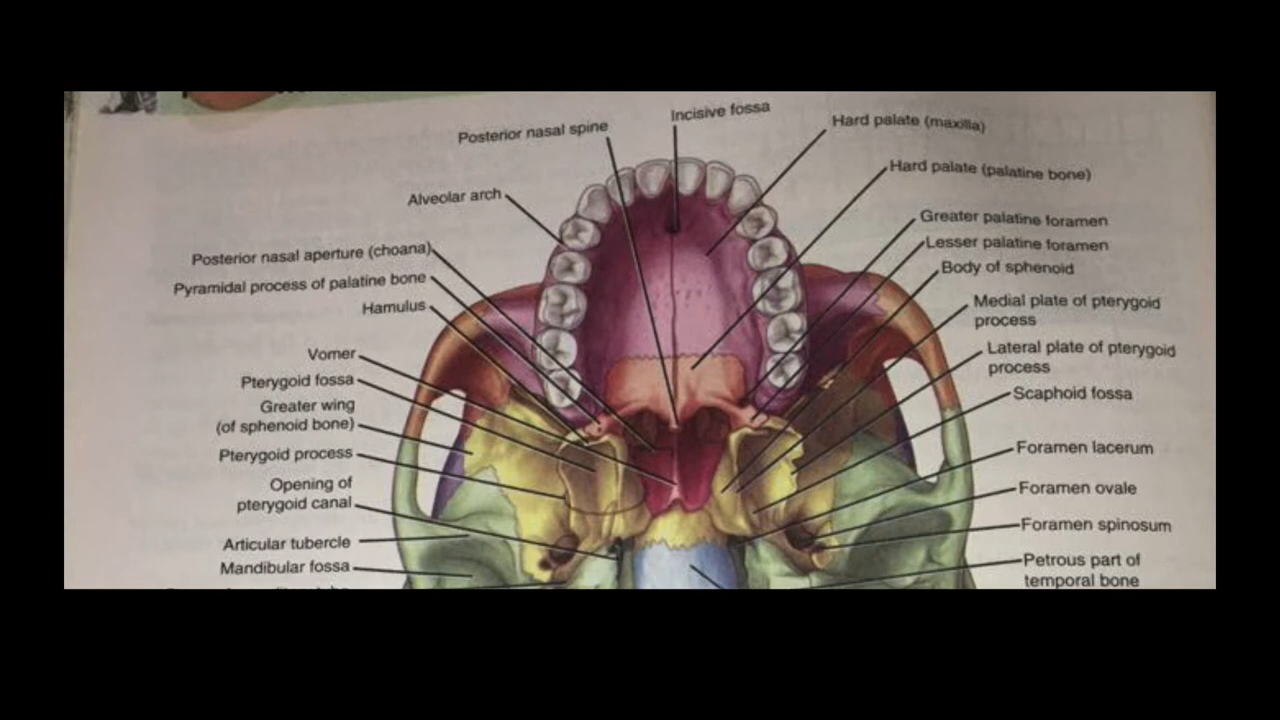 Incisive fossa
Posterior nasal spine
Hard palate (maxilla)
Hard palate (palatine bone)
Alveolar arch
Greater palatine foramen
Lesser palatine foramen
Posterior nasal aperture (choana)
Body of sphenoid
Pyramidal process of palatine bone
Medial plate of pterygoid
process
Hamulus
Lateral plate of pterygoid
process
Vomer
Pterygoid fossa
Scaphoid fossa
Greater wing
(of sphenoid bone)
Foramen lacerum
Pterygoid process
Foramen ovale
Opening of
pterygoid canal
Foramen spinosum
Articular tubercle
Petrous part of
temporal bone
Mandibular fossa